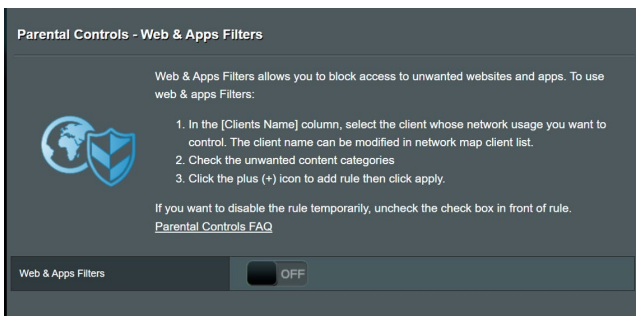 Parental Controls - Web & Apps Filters
Web & Apps Filters allows you to block access to unwanted websites and apps. To use
web & apps Filters:
1. In the [Clients Name] column, select the client whose network usage you want to
control. The client name can be modified in network map client list.
2. Check the unwanted content categories
3. Click the plus (+) icon to add rule then click apply.
If you want to disable the rule temporarily, uncheck the check box in front of rule.
Parental Controls FAQ
Web & Apps Filters
OFF